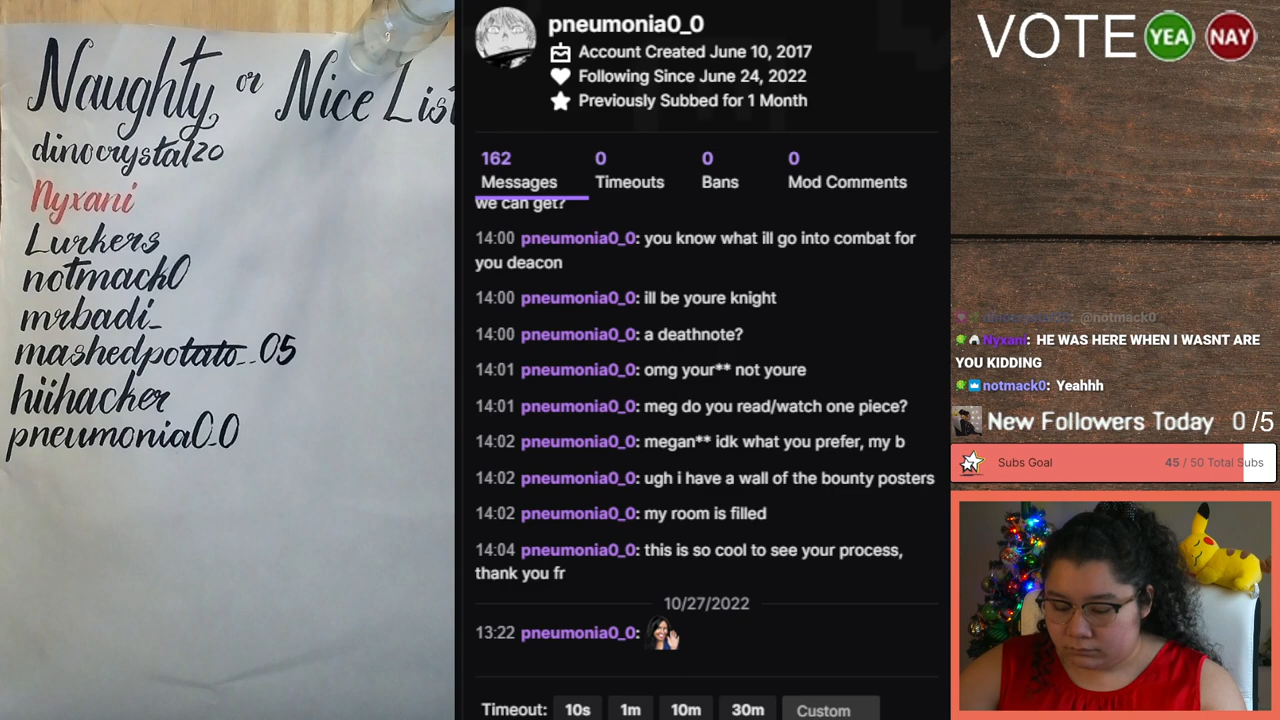 Naughty or Nice List
dinocrystal20
Nyxani
Lurkers
notmack0
mrbadi_
mashedpotato_05
hiihacker
pneumonia0_0
pneumonia0_0
Account Created June 10, 2017
Following Since June 24, 2022
Previously Subbed for 1 Month
162 0 0 0
Messages Timeouts Bans Mod Comments
we can get?
14:00 pneumonia0_0: you know what ill go into combat for
you deacon
14:00 pneumonia0_0: ill be youre knight
14:00 pneumonia0_0: a deathnote?
14:01 pneumonia0_0: omg your** not youre
14:01 pneumonia0_0: meg do you read/watch one piece?
14:02 pneumonia0_0: megan** idk what you prefer, my b
14:02 pneumonia0_0: ugh i have a wall of the bounty posters
14:02 pneumonia0_0: my room is filled
14:04 pneumonia0_0: this is so cool to see your process,
thank you fr
10/27/2022
13:22 pneumonia0_0:
Timeout: 10s 1m 10m 30m Custom
VOTE YEA NAY
@notmack0
Nyxani: HE WAS HERE WHEN I WASNT ARE
YOU KIDDING
notmack0: Yeahhh
New Followers Today 0 /5
Subs Goal 45 / 50 Total Subs